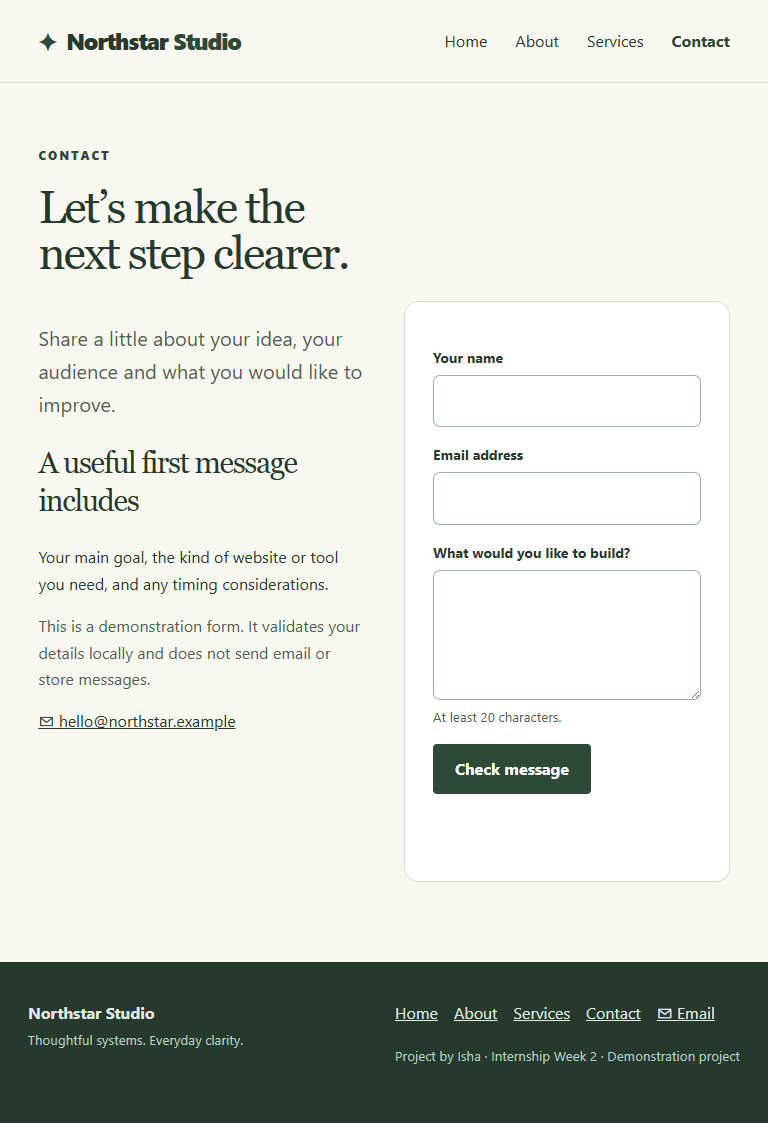 ✦ Northstar Studio
Home About Services Contact
CONTACT
Let’s make the
next step clearer.
Share a little about your idea, your
audience and what you would like to
improve.
A useful first message
includes
Your main goal, the kind of website or tool
you need, and any timing considerations.
This is a demonstration form. It validates your
details locally and does not send email or
store messages.
hello@northstar.example
Your name
Email address
What would you like to build?
At least 20 characters.
Check message
Northstar Studio
Thoughtful systems. Everyday clarity.
Home About Services Contact Email
Project by Isha · Internship Week 2 · Demonstration project